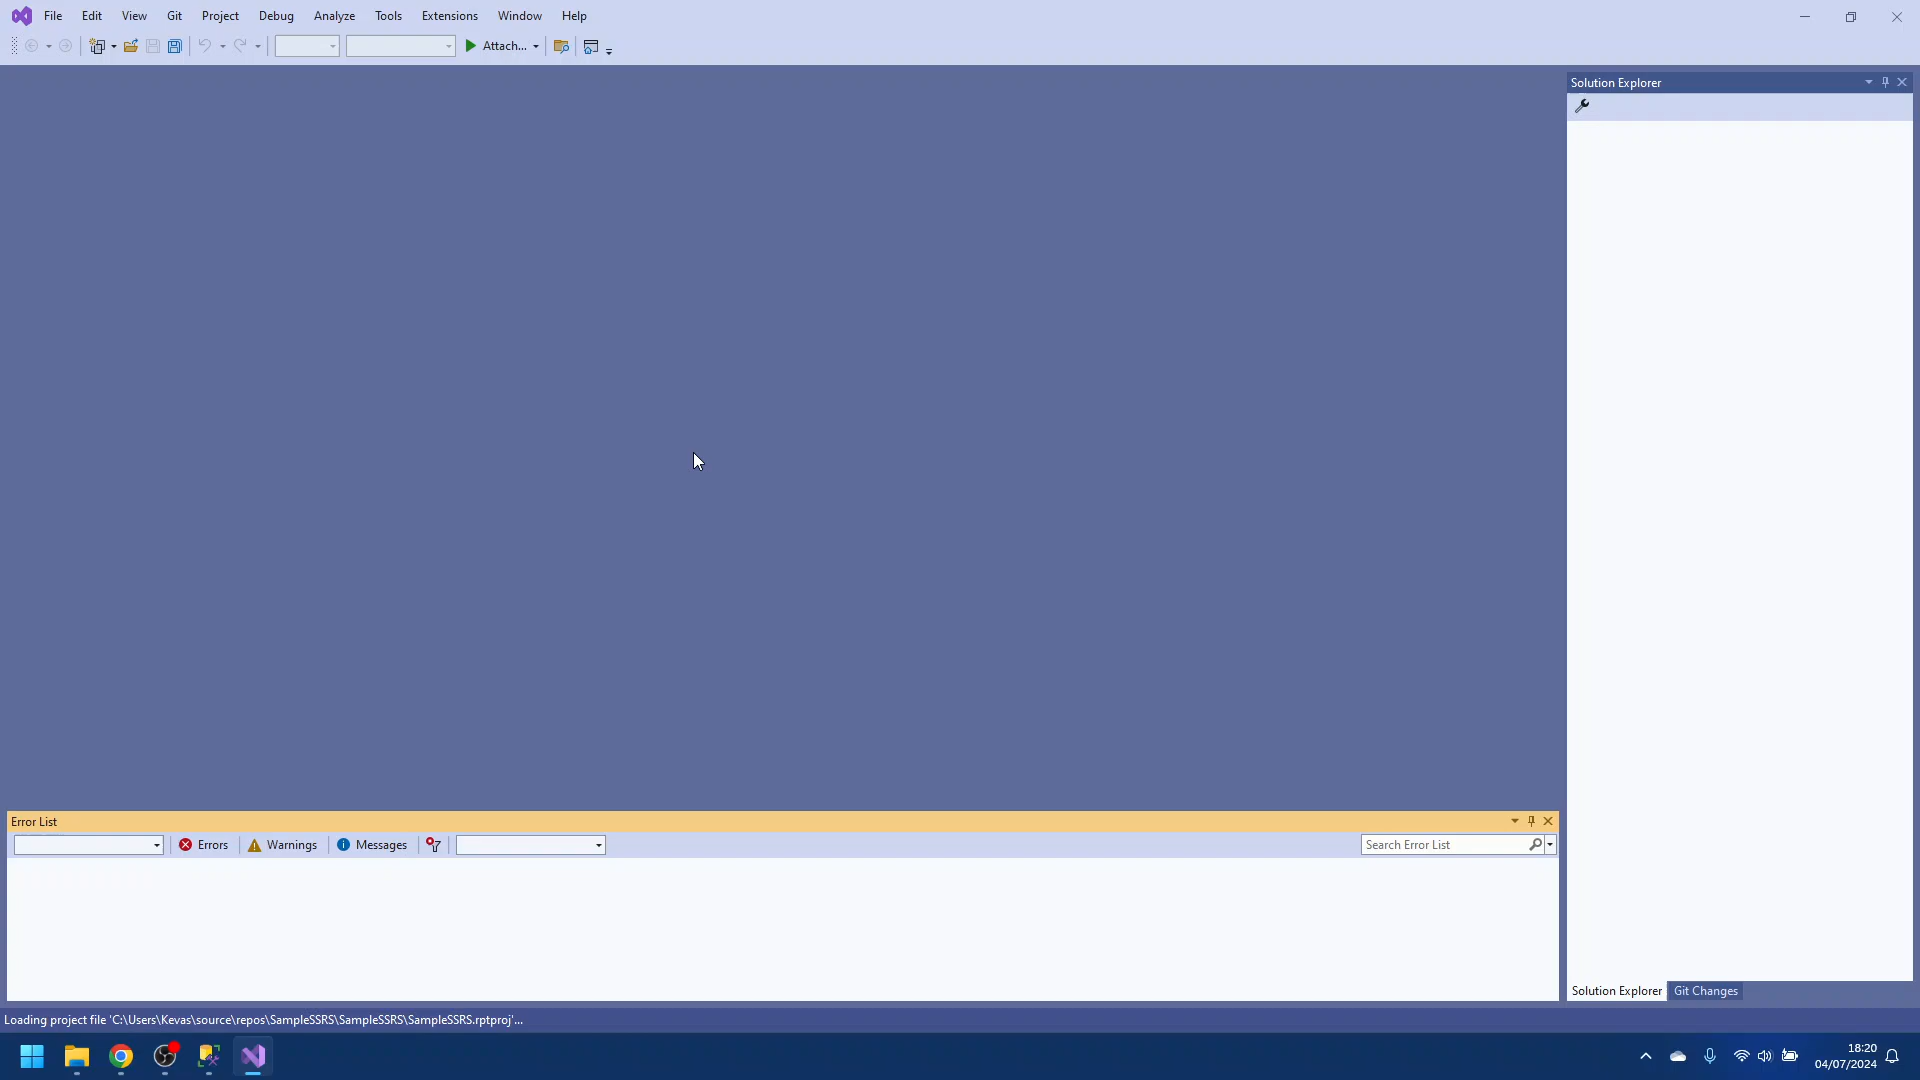 File Edit View Git Project Debug Analyze Tools Extensions Window Help
Attach...
Solution Explorer
Error List
Errors Warnings Messages Search Error List
Solution Explorer Git Changes
Loading project file 'C:\Users\Kevas\source\repos\SampleSSRS\SampleSSRS\SampleSSRS.rptproj'...
18:20
04/07/2024